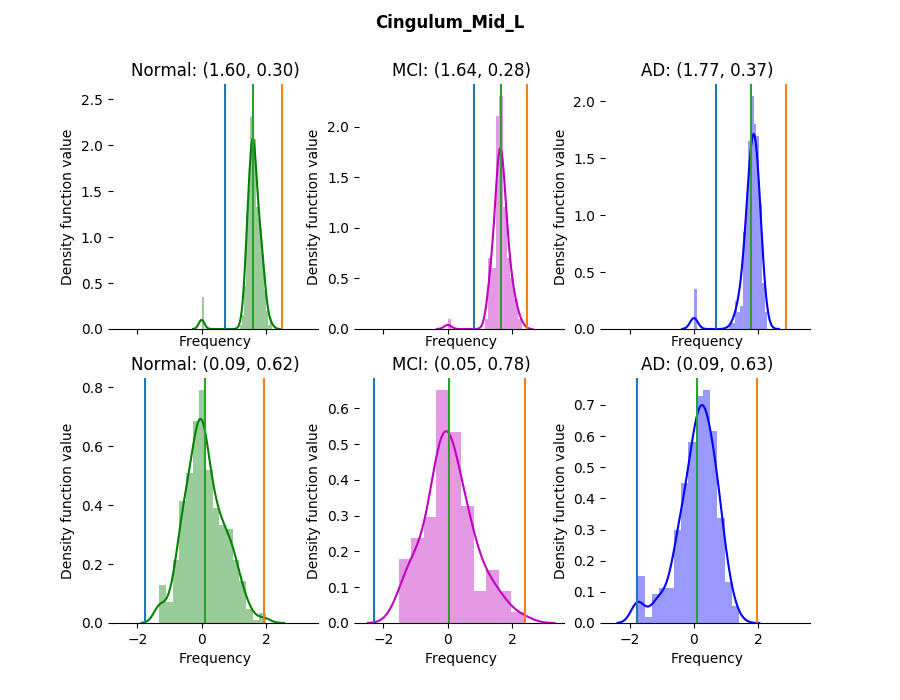 Cingulum_Mid_L
Normal: (1.60, 0.30)
MCI: (1.64, 0.28)
AD: (1.77, 0.37)
2.5
2.0
1.5
1.0
0.5
0.0
Density function value
Frequency
2.0
1.5
1.0
0.5
0.0
Density function value
Frequency
2.0
1.5
1.0
0.5
0.0
Density function value
Frequency
Normal: (0.09, 0.62)
MCI: (0.05, 0.78)
AD: (0.09, 0.63)
0.8
0.6
0.4
0.2
0.0
Density function value
−2 0 2
Frequency
0.6
0.5
0.4
0.3
0.2
0.1
0.0
Density function value
−2 0 2
Frequency
0.7
0.6
0.5
0.4
0.3
0.2
0.1
0.0
Density function value
−2 0 2
Frequency